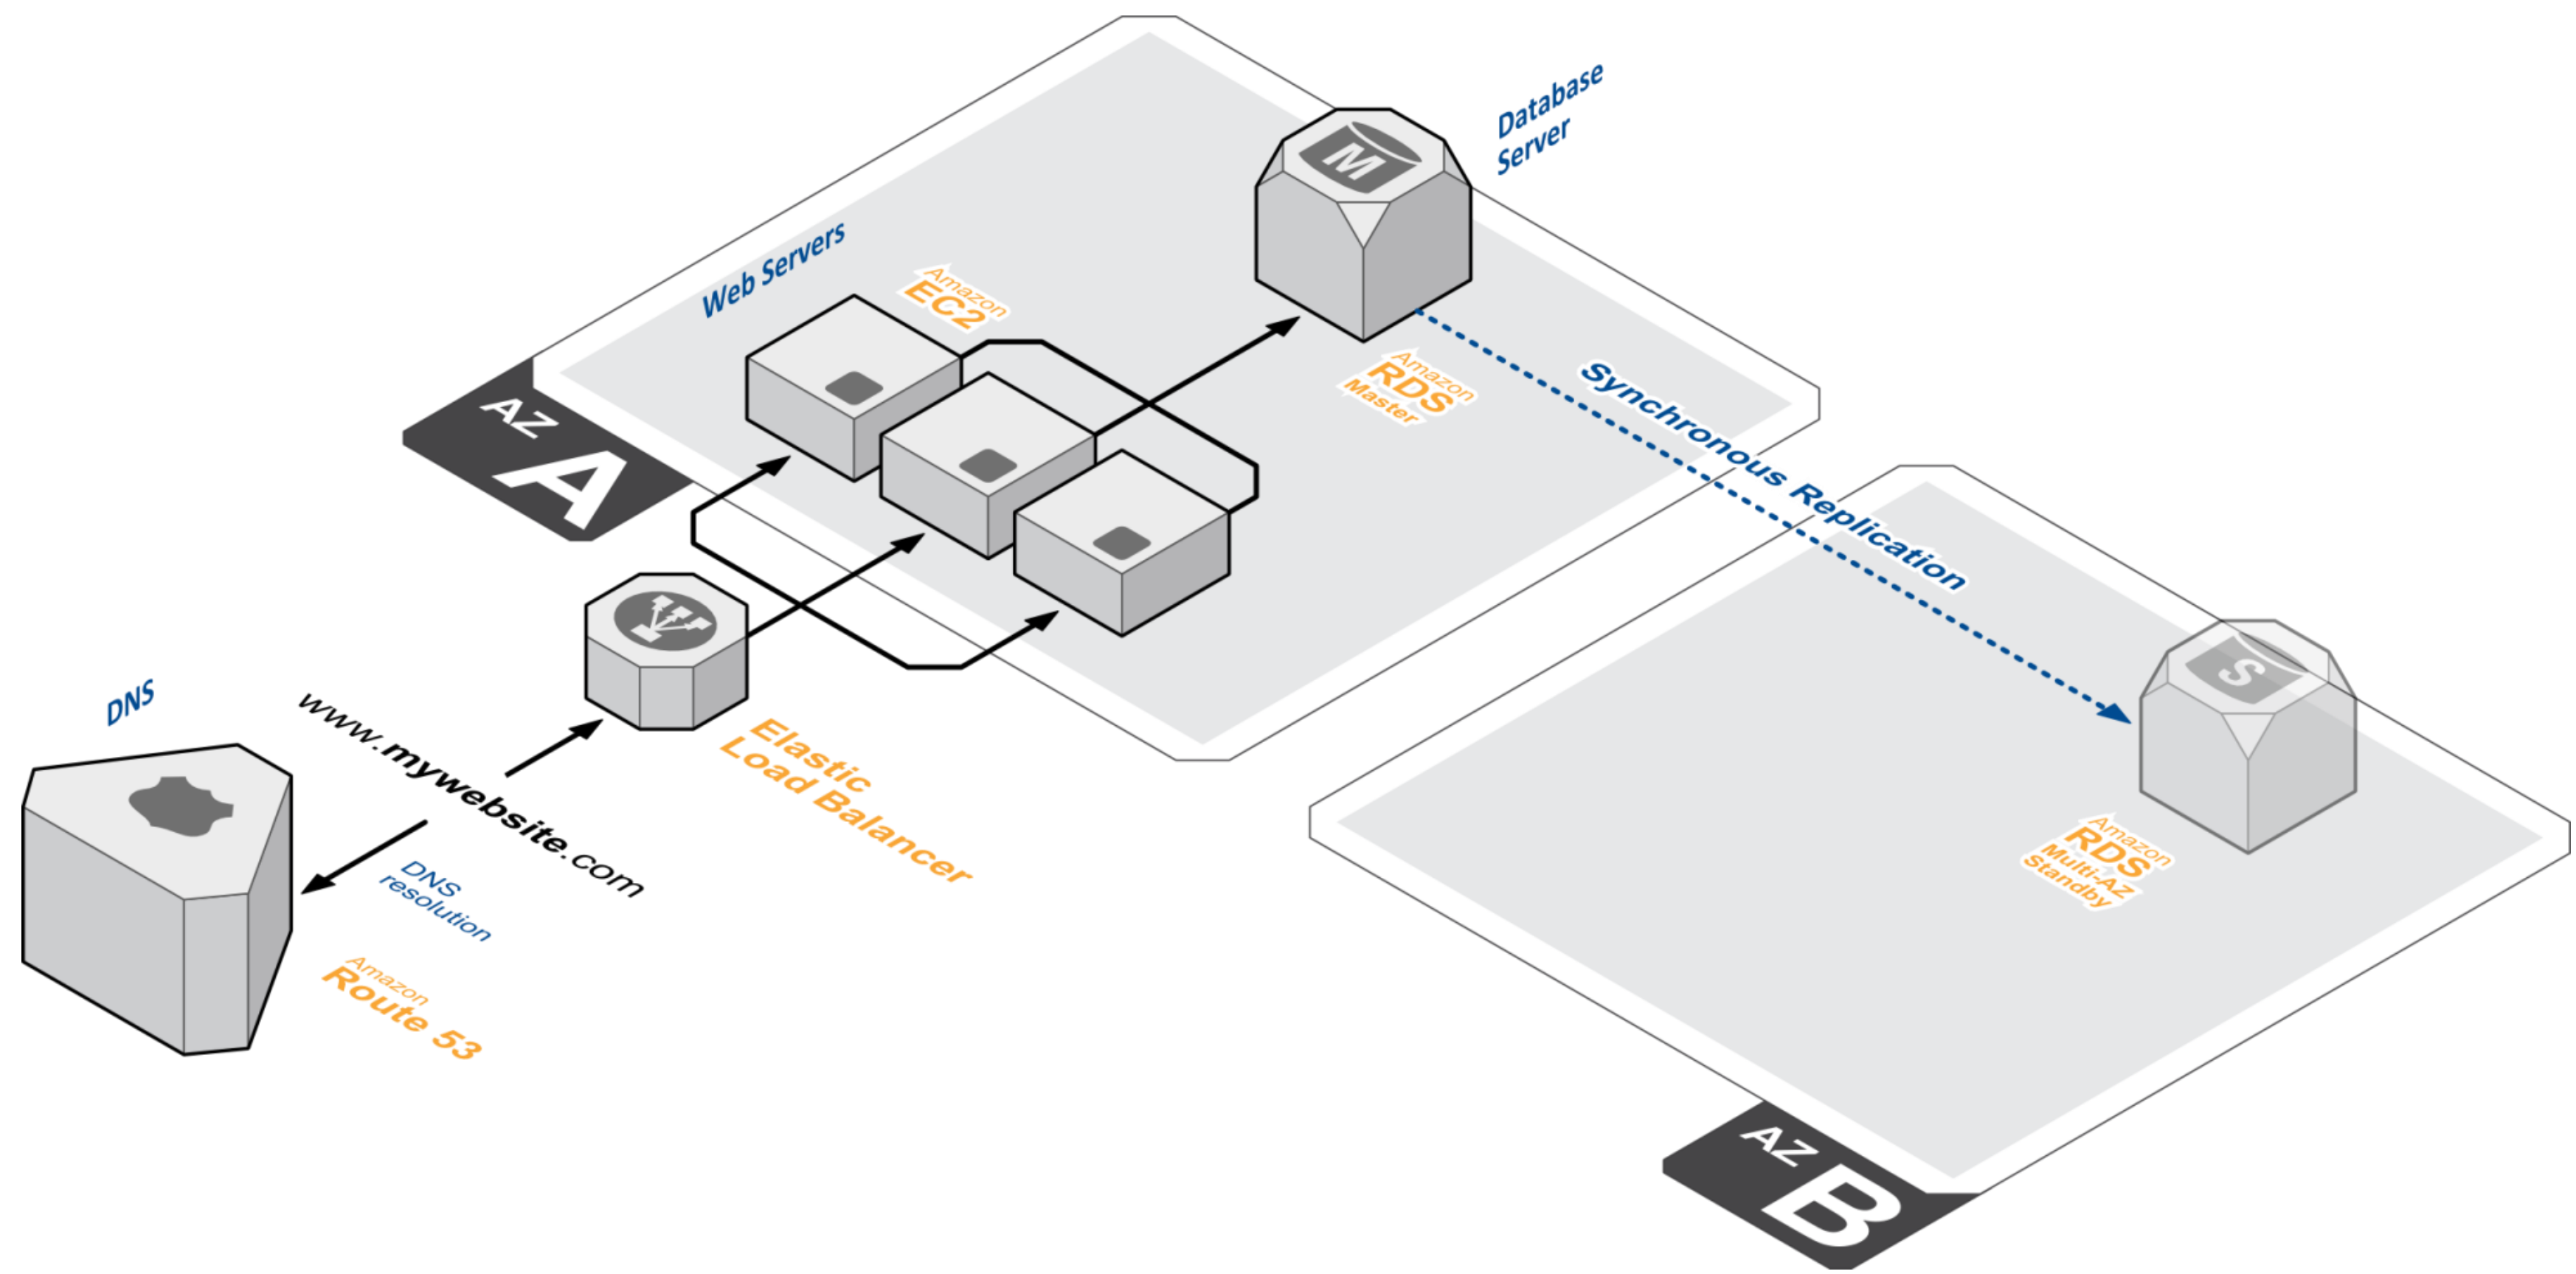 Database
Server
M
Web Servers
Amazon
EC2
Amazon
RDS
Master
AZ
A
Synchronous Replication
S
Amazon
RDS
Multi-AZ
Standby
AZ
B
Elastic
Load Balancer
DNS
www.mywebsite.com
DNS
resolution
Amazon
Route 53